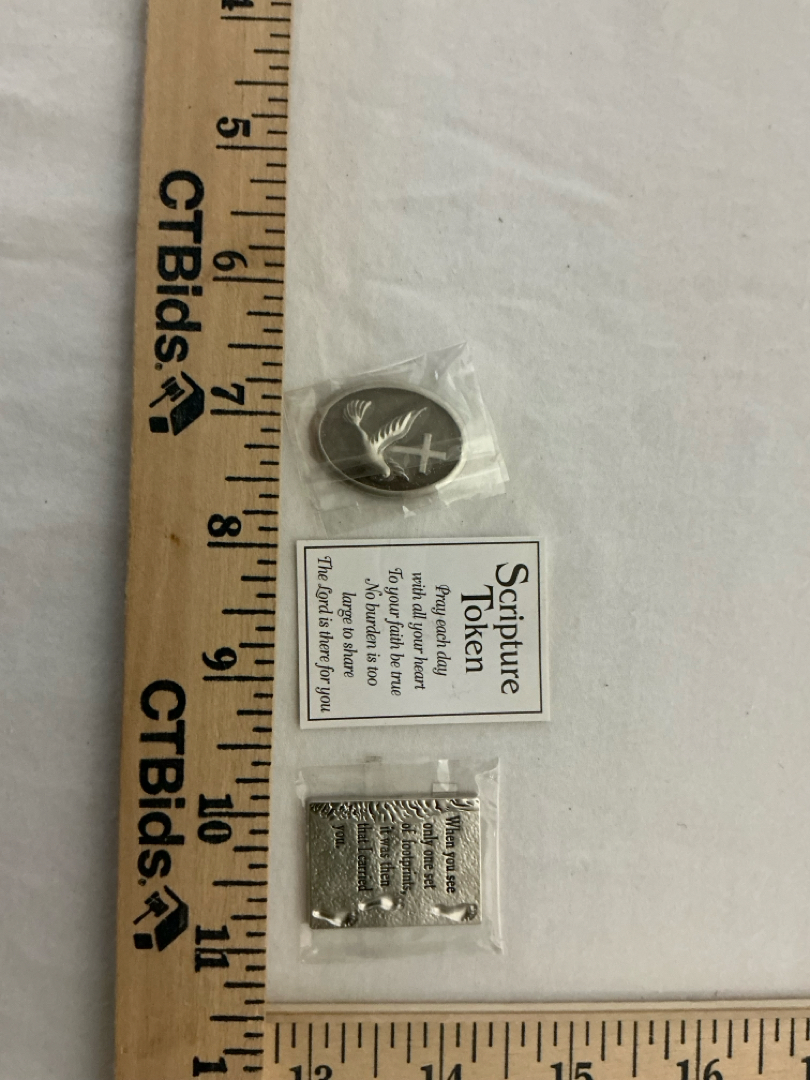 5
6
7
8
9
10
11
CTBids.
CTBids.
Scripture
Token
Pray each day
with all your heart
To your faith be true
No burden is too
large to share
The Lord is there for you
When you see
only one set
of footprints,
it was then
that I carried
you.
13
14
15
16